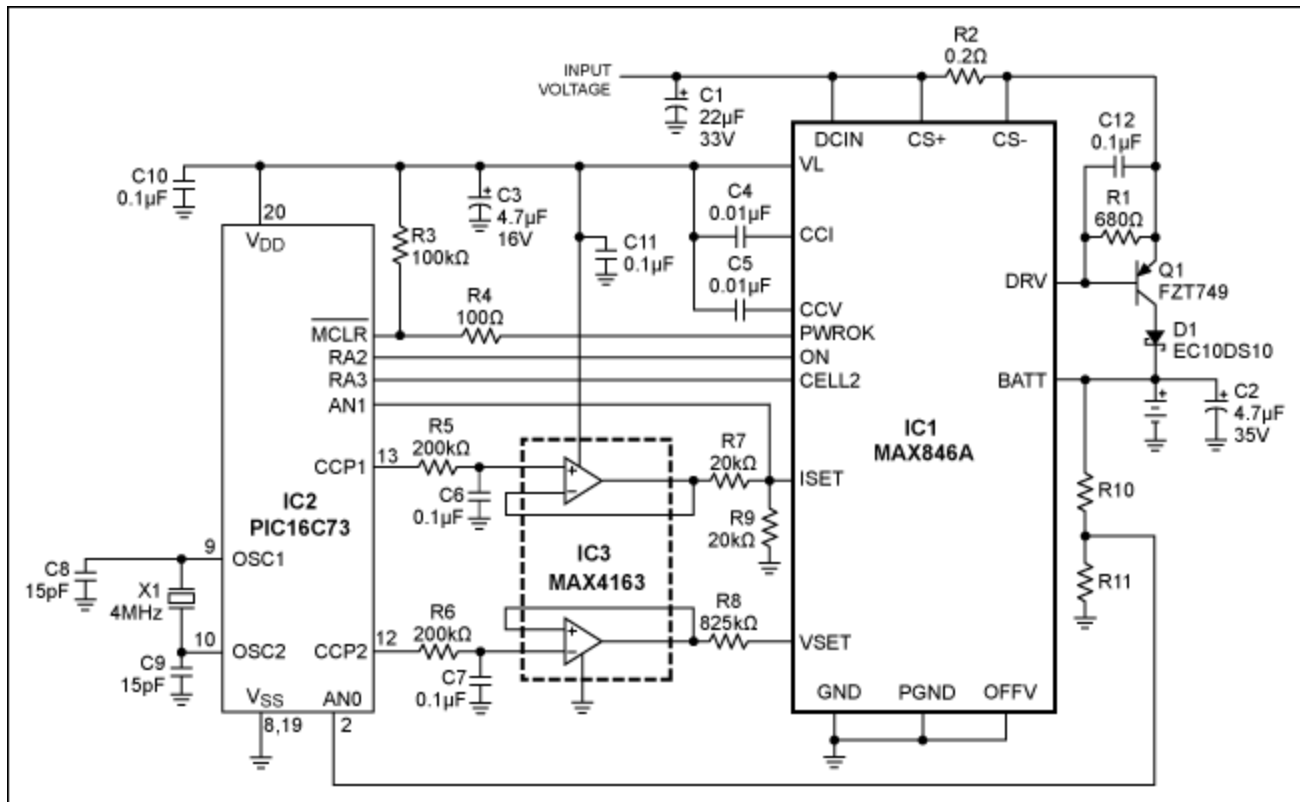 R2
0.2Ω
INPUT
VOLTAGE
C1
22µF
33V
DCIN
CS+
CS-
C12
0.1µF
VL
C10
0.1µF
20
VDD
R3
100kΩ
C3
4.7µF
16V
C11
0.1µF
C4
0.01µF
CCI
R1
680Ω
C5
0.01µF
DRV
Q1
FZT749
CCV
R4
100Ω
MCLR
PWROK
D1
EC10DS10
RA2
ON
RA3
CELL2
BATT
C2
4.7µF
35V
AN1
IC1
MAX846A
R5
200kΩ
R7
20kΩ
CCP1
13
+
−
ISET
C6
0.1µF
R9
20kΩ
R10
IC2
PIC16C73
IC3
MAX4163
9
OSC1
C8
15pF
X1
4MHz
R11
R6
200kΩ
R8
825kΩ
10
OSC2
CCP2
12
+
−
VSET
C9
15pF
C7
0.1µF
VSS
AN0
8,19
2
GND
PGND
OFFV